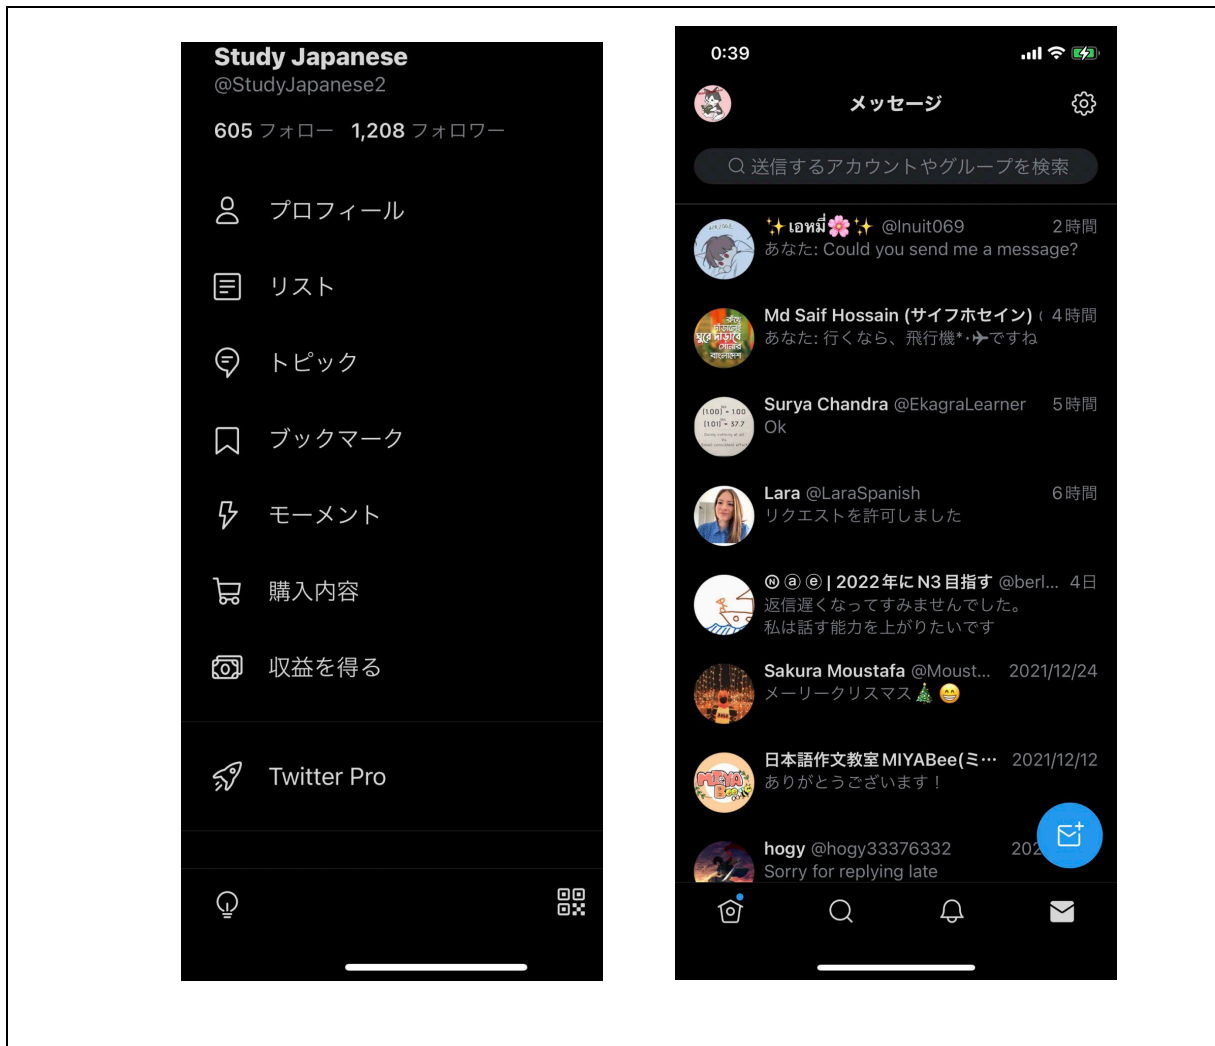 Study Japanese
@StudyJapanese2
605 フォロー 1,208 フォロワー
プロフィール
リスト
トピック
ブックマーク
モーメント
購入内容
収益を得る
Twitter Pro
0:39
メッセージ
送信するアカウントやグループを検索
✨เอหมี่🌸✨ @Inuit069 2時間
あなた: Could you send me a message?
Md Saif Hossain (サイフホセイン) ( 4時間
あなた: 行くなら、飛行機*･✈ですね
Surya Chandra @EkagraLearner 5時間
Ok
Lara @LaraSpanish 6時間
リクエストを許可しました
Ⓝ ⓐ ⓔ | 2022年にN3目指す @berl... 4日
返信遅くなってすみませんでした。
私は話す能力を上がりたいです
Sakura Moustafa @Moust... 2021/12/24
メーリークリスマス🎄😁
日本語作文教室MIYABee(ミ… 2021/12/12
ありがとうございます！
hogy @hogy33376332 202
Sorry for replying late